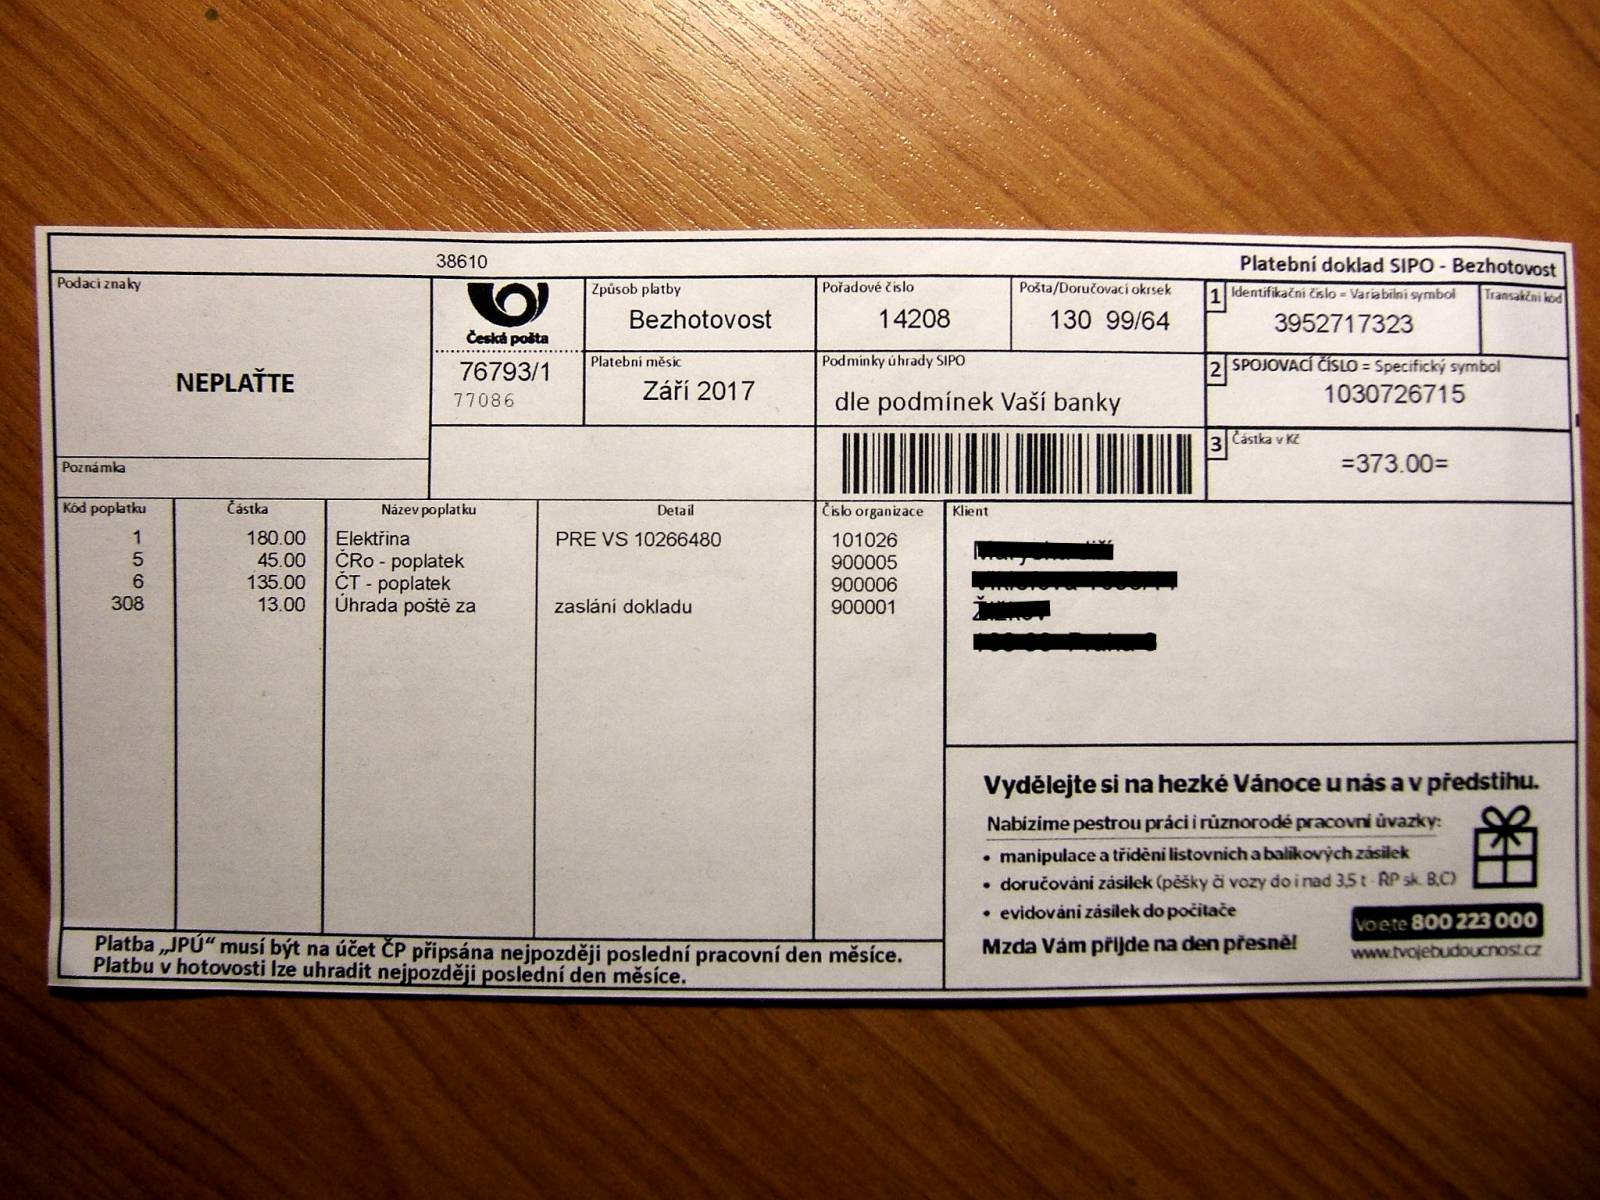 38610
Platební doklad SIPO - Bezhotovost
Podací znaky
NEPLAŤTE
Poznámka
Česká pošta
76793/1
77086
Způsob platby
Bezhotovost
Platební měsíc
Září 2017
Pořadové číslo
14208
Pošta/Doručovací okrsek
130 99/64
Podmínky úhrady SIPO
dle podmínek Vaší banky
1 Identifikační číslo = Variabilní symbol
3952717323
Transakční kód
2 SPOJOVACÍ ČÍSLO = Specifický symbol
1030726715
3 Částka v Kč
=373.00=
Kód poplatku Částka Název poplatku Detail Číslo organizace
1 180.00 Elektřina PRE VS 10266480 101026
5 45.00 ČRo - poplatek 900005
6 135.00 ČT - poplatek 900006
308 13.00 Úhrada poště za zaslání dokladu 900001
Klient
Platba „JPÚ“ musí být na účet ČP připsána nejpozději poslední pracovní den měsíce.
Platbu v hotovosti lze uhradit nejpozději poslední den měsíce.
Vydělejte si na hezké Vánoce u nás a v předstihu.
Nabízíme pestrou práci i různorodé pracovní úvazky:
• manipulace a třídění listovních a balíkových zásilek
• doručování zásilek (pěšky či vozy do i nad 3,5 t - ŘP sk. B,C)
• evidování zásilek do počítače
Mzda Vám přijde na den přesně!
Volejte 800 223 000
www.tvojebudoucnost.cz